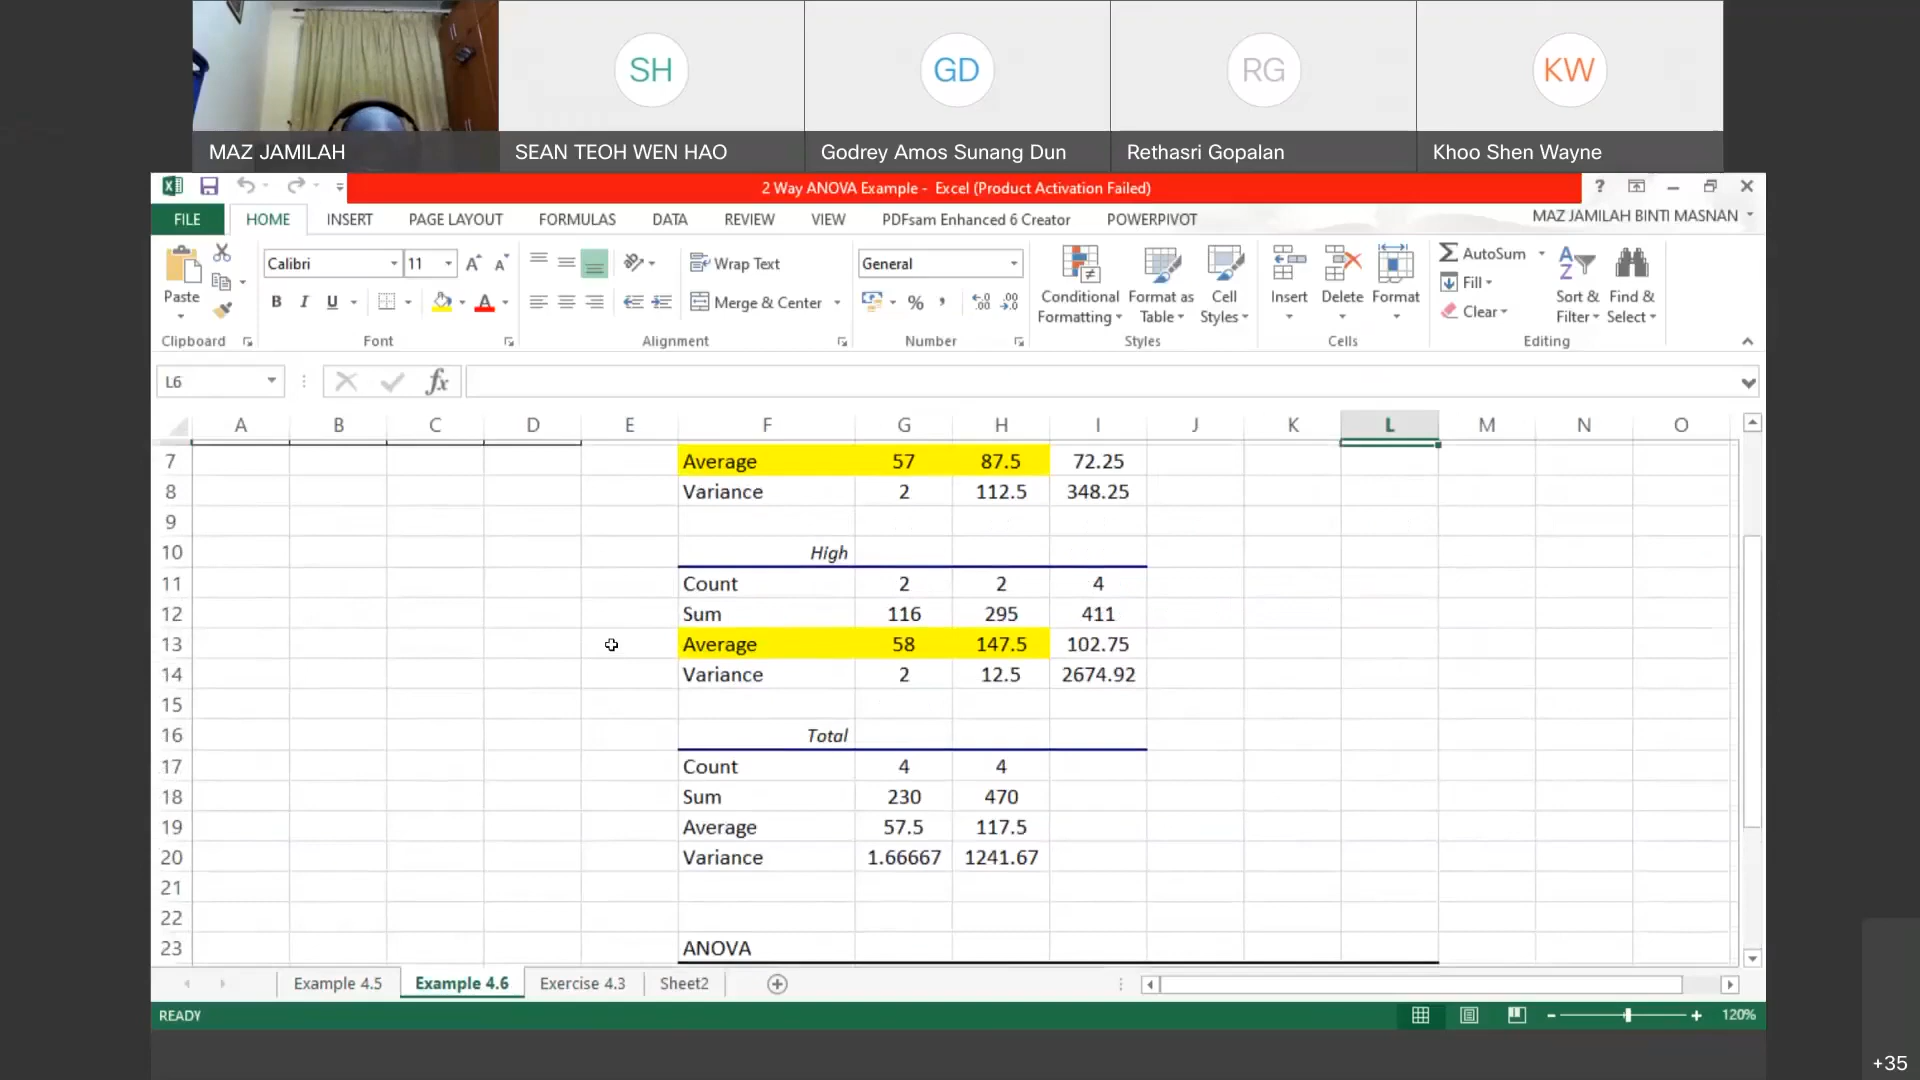 SH
GD
RG
KW
MAZ JAMILAH
SEAN TEOH WEN HAO
Godrey Amos Sunang Dun
Rethasri Gopalan
Khoo Shen Wayne
2 Way ANOVA Example - Excel (Product Activation Failed)
?
FILE HOME INSERT PAGE LAYOUT FORMULAS DATA REVIEW VIEW PDFsam Enhanced 6 Creator POWERPIVOT MAZ JAMILAH BINTI MASNAN
Paste
Calibri 11
B I U
Wrap Text
Merge & Center
General
%
Conditional Formatting
Format as Table
Cell Styles
Insert
Delete
Format
AutoSum
Fill
Clear
Sort & Filter
Find & Select
Clipboard Font Alignment Number Styles Cells Editing
L6 fx
A B C D E F G H I J K L M N O
7 Average 57 87.5 72.25
8 Variance 2 112.5 348.25
9
10 High
11 Count 2 2 4
12 Sum 116 295 411
13 Average 58 147.5 102.75
14 Variance 2 12.5 2674.92
15
16 Total
17 Count 4 4
18 Sum 230 470
19 Average 57.5 117.5
20 Variance 1.66667 1241.67
21
22
23 ANOVA
Example 4.5 Example 4.6 Exercise 4.3 Sheet2
READY 120%
+35